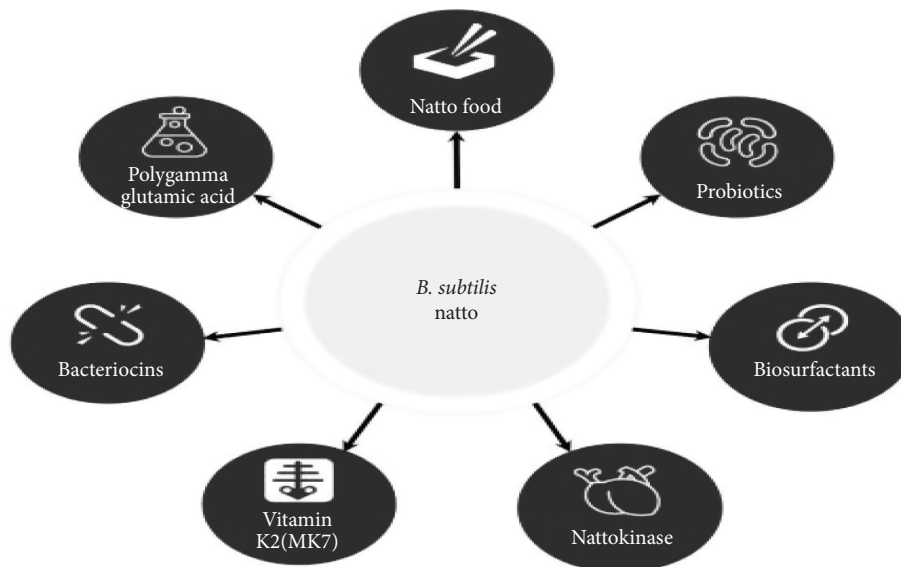 Natto food
Polygamma
glutamic acid
Probiotics
B. subtilis
natto
Bacteriocins
Biosurfactants
Vitamin
K2(MK7)
Nattokinase